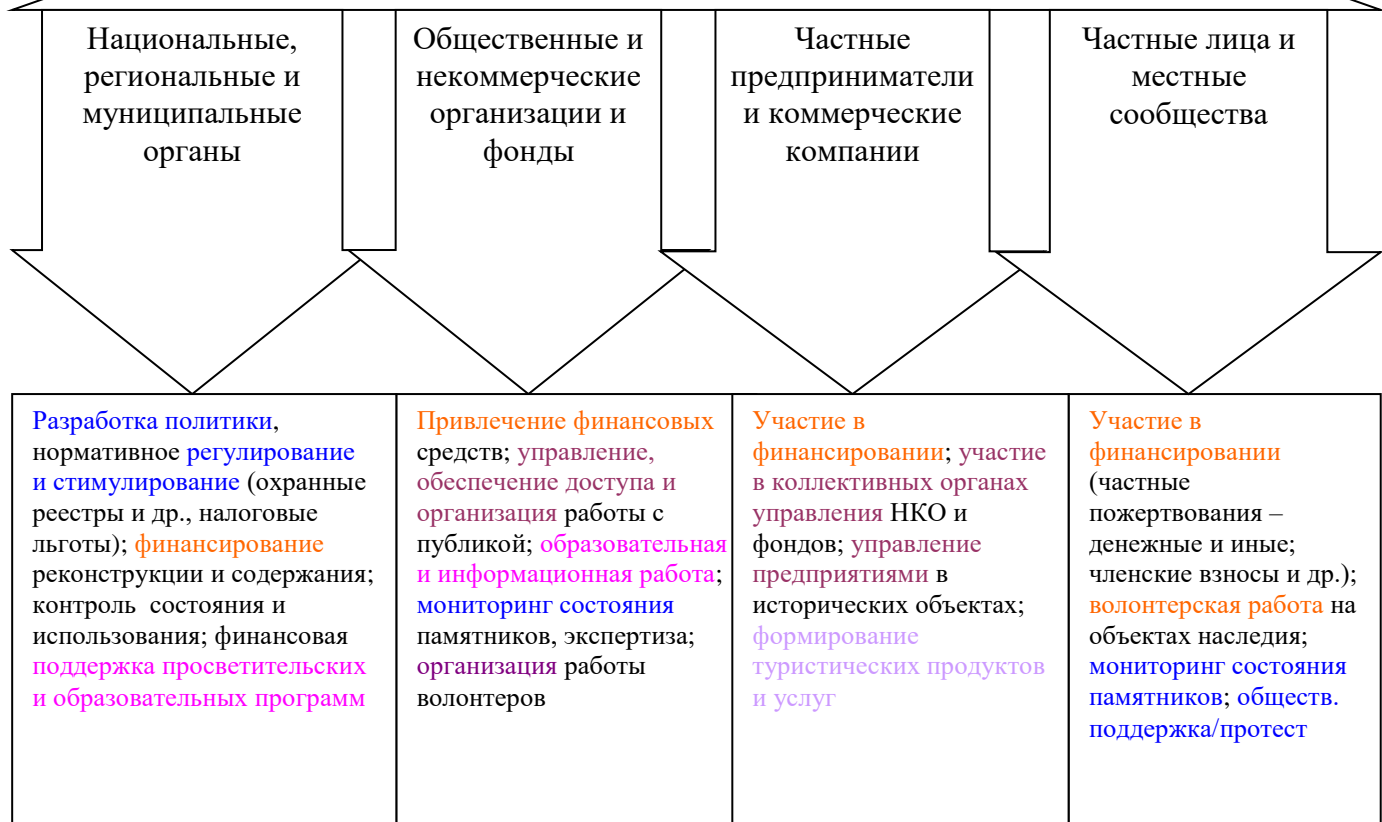 Национальные,
региональные и
муниципальные
органы
Общественные и
некоммерческие
организации и
фонды
Частные
предприниматели
и коммерческие
компании
Частные лица и
местные
сообщества
Разработка политики,
нормативное регулирование
и стимулирование (охранные
реестры и др., налоговые
льготы); финансирование
реконструкции и содержания;
контроль состояния и
использования; финансовая
поддержка просветительских
и образовательных программ
Привлечение финансовых
средств; управление,
обеспечение доступа и
организация работы с
публикой; образовательная
и информационная работа;
мониторинг состояния
памятников, экспертиза;
организация работы
волонтеров
Участие в
финансировании; участие
в коллективных органах
управления НКО и
фондов; управление
предприятиями в
исторических объектах;
формирование
туристических продуктов
и услуг
Участие в
финансировании
(частные
пожертвования –
денежные и иные;
членские взносы и др.);
волонтерская работа на
объектах наследия;
мониторинг состояния
памятников; обществ.
поддержка/протест